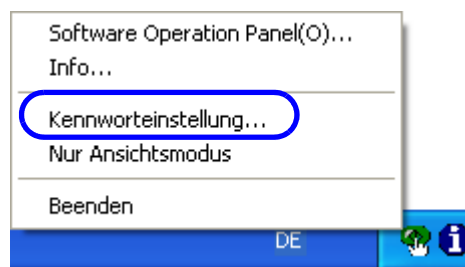 Software Operation Panel(O)...
Info...
Kennworteinstellung...
Nur Ansichtsmodus
Beenden
DE